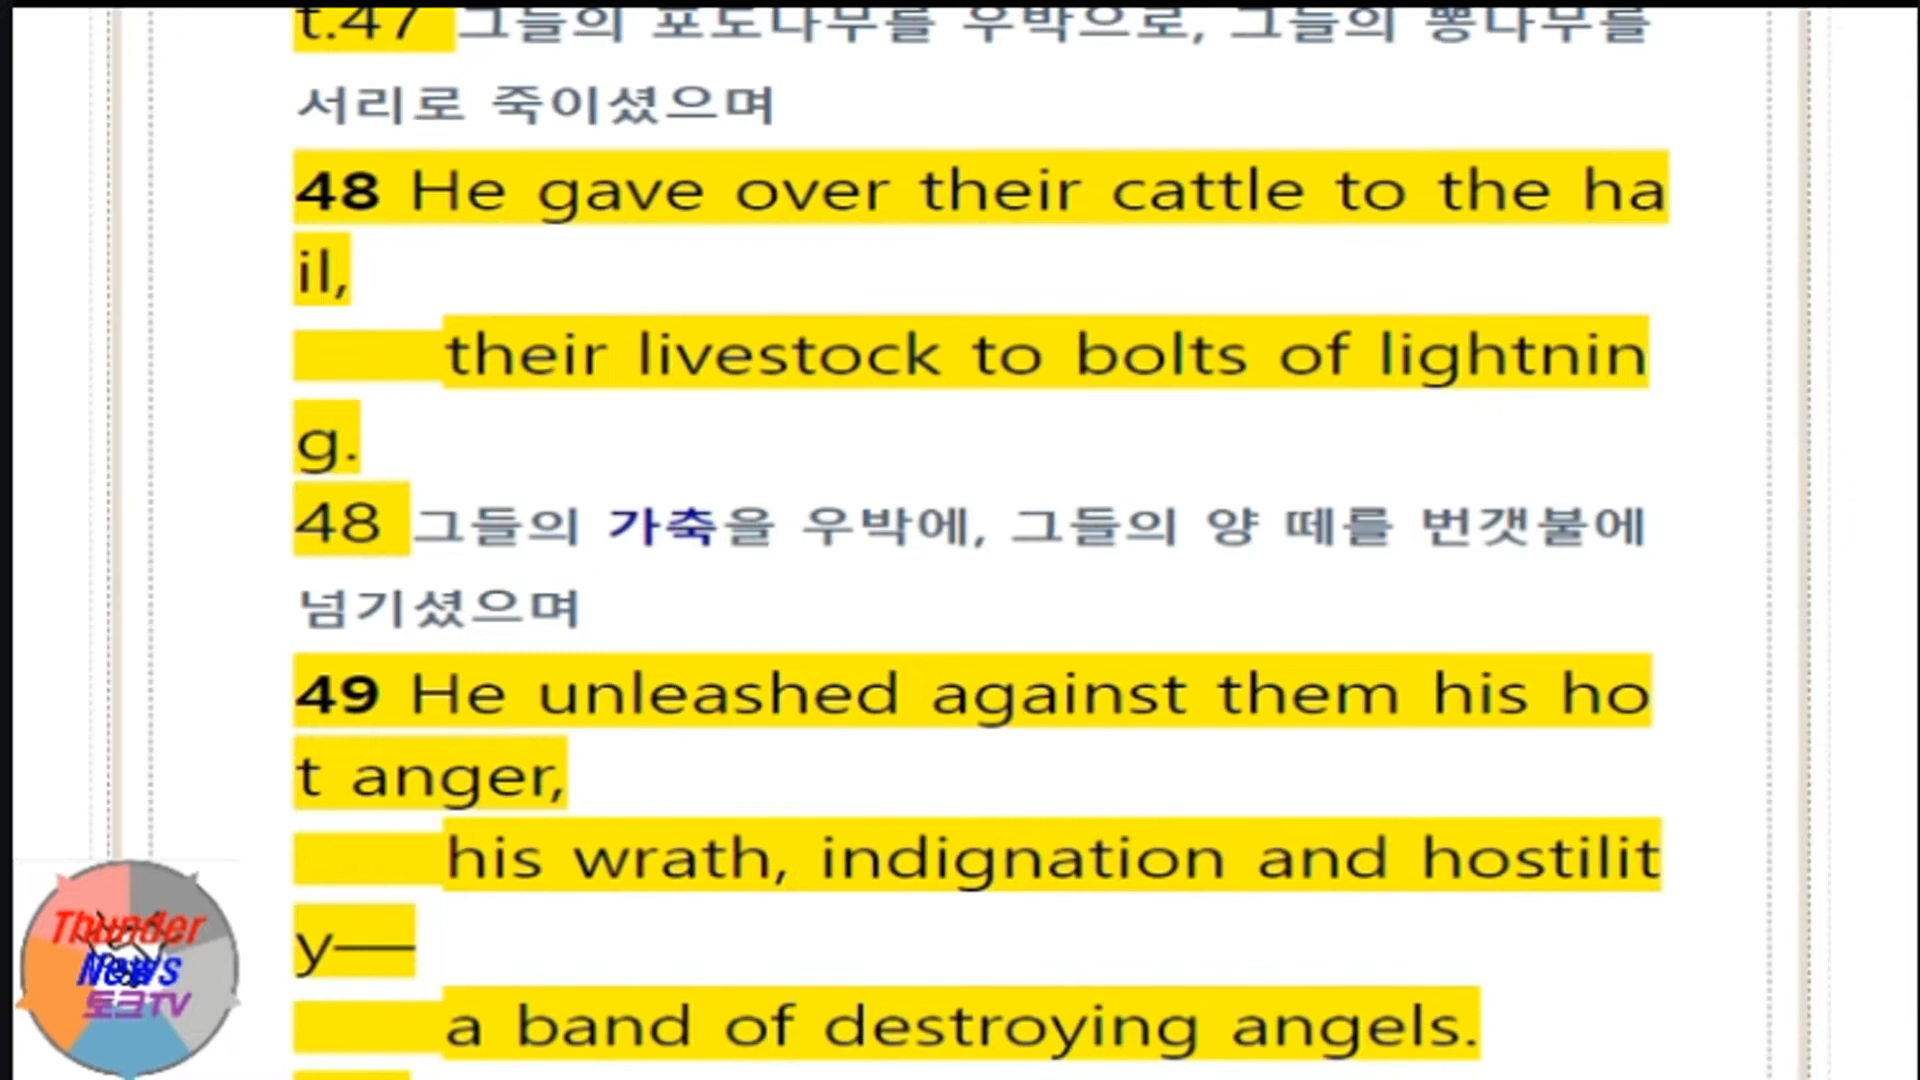 t.47 그들의 포도나무를 우박으로, 그들의 뽕나무를
서리로 죽이셨으며
48 He gave over their cattle to the ha
il,
their livestock to bolts of lightnin
g.
48 그들의 가축을 우박에, 그들의 양 떼를 번갯불에
넘기셨으며
49 He unleashed against them his ho
t anger,
his wrath, indignation and hostilit
y—
a band of destroying angels.
Thunder
News
토크TV